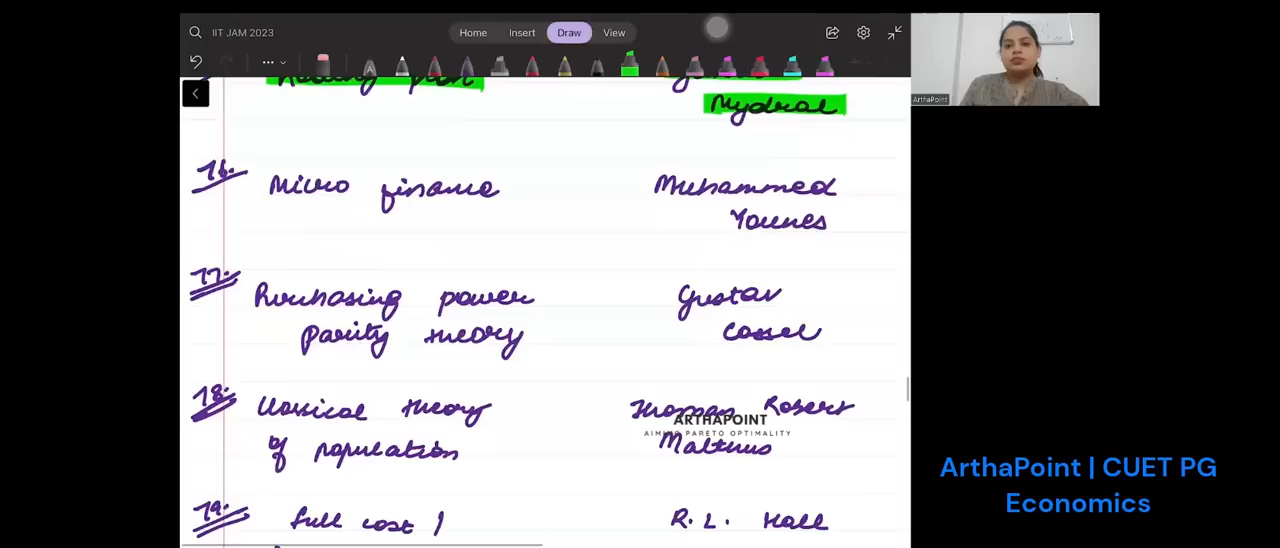 IIT JAM 2023
Home Insert Draw View
Mydral
ArthaPoint
16. Micro finance Muhammed
Younes
17. Purchasing power Gustav
parity theory Cassel
18. Classical theory Thomas Robert
of population Malthus
ARTHAPOINT
AIMING PARETO OPTIMALITY
19. full cost / R. L. Hall
ArthaPoint | CUET PG
Economics